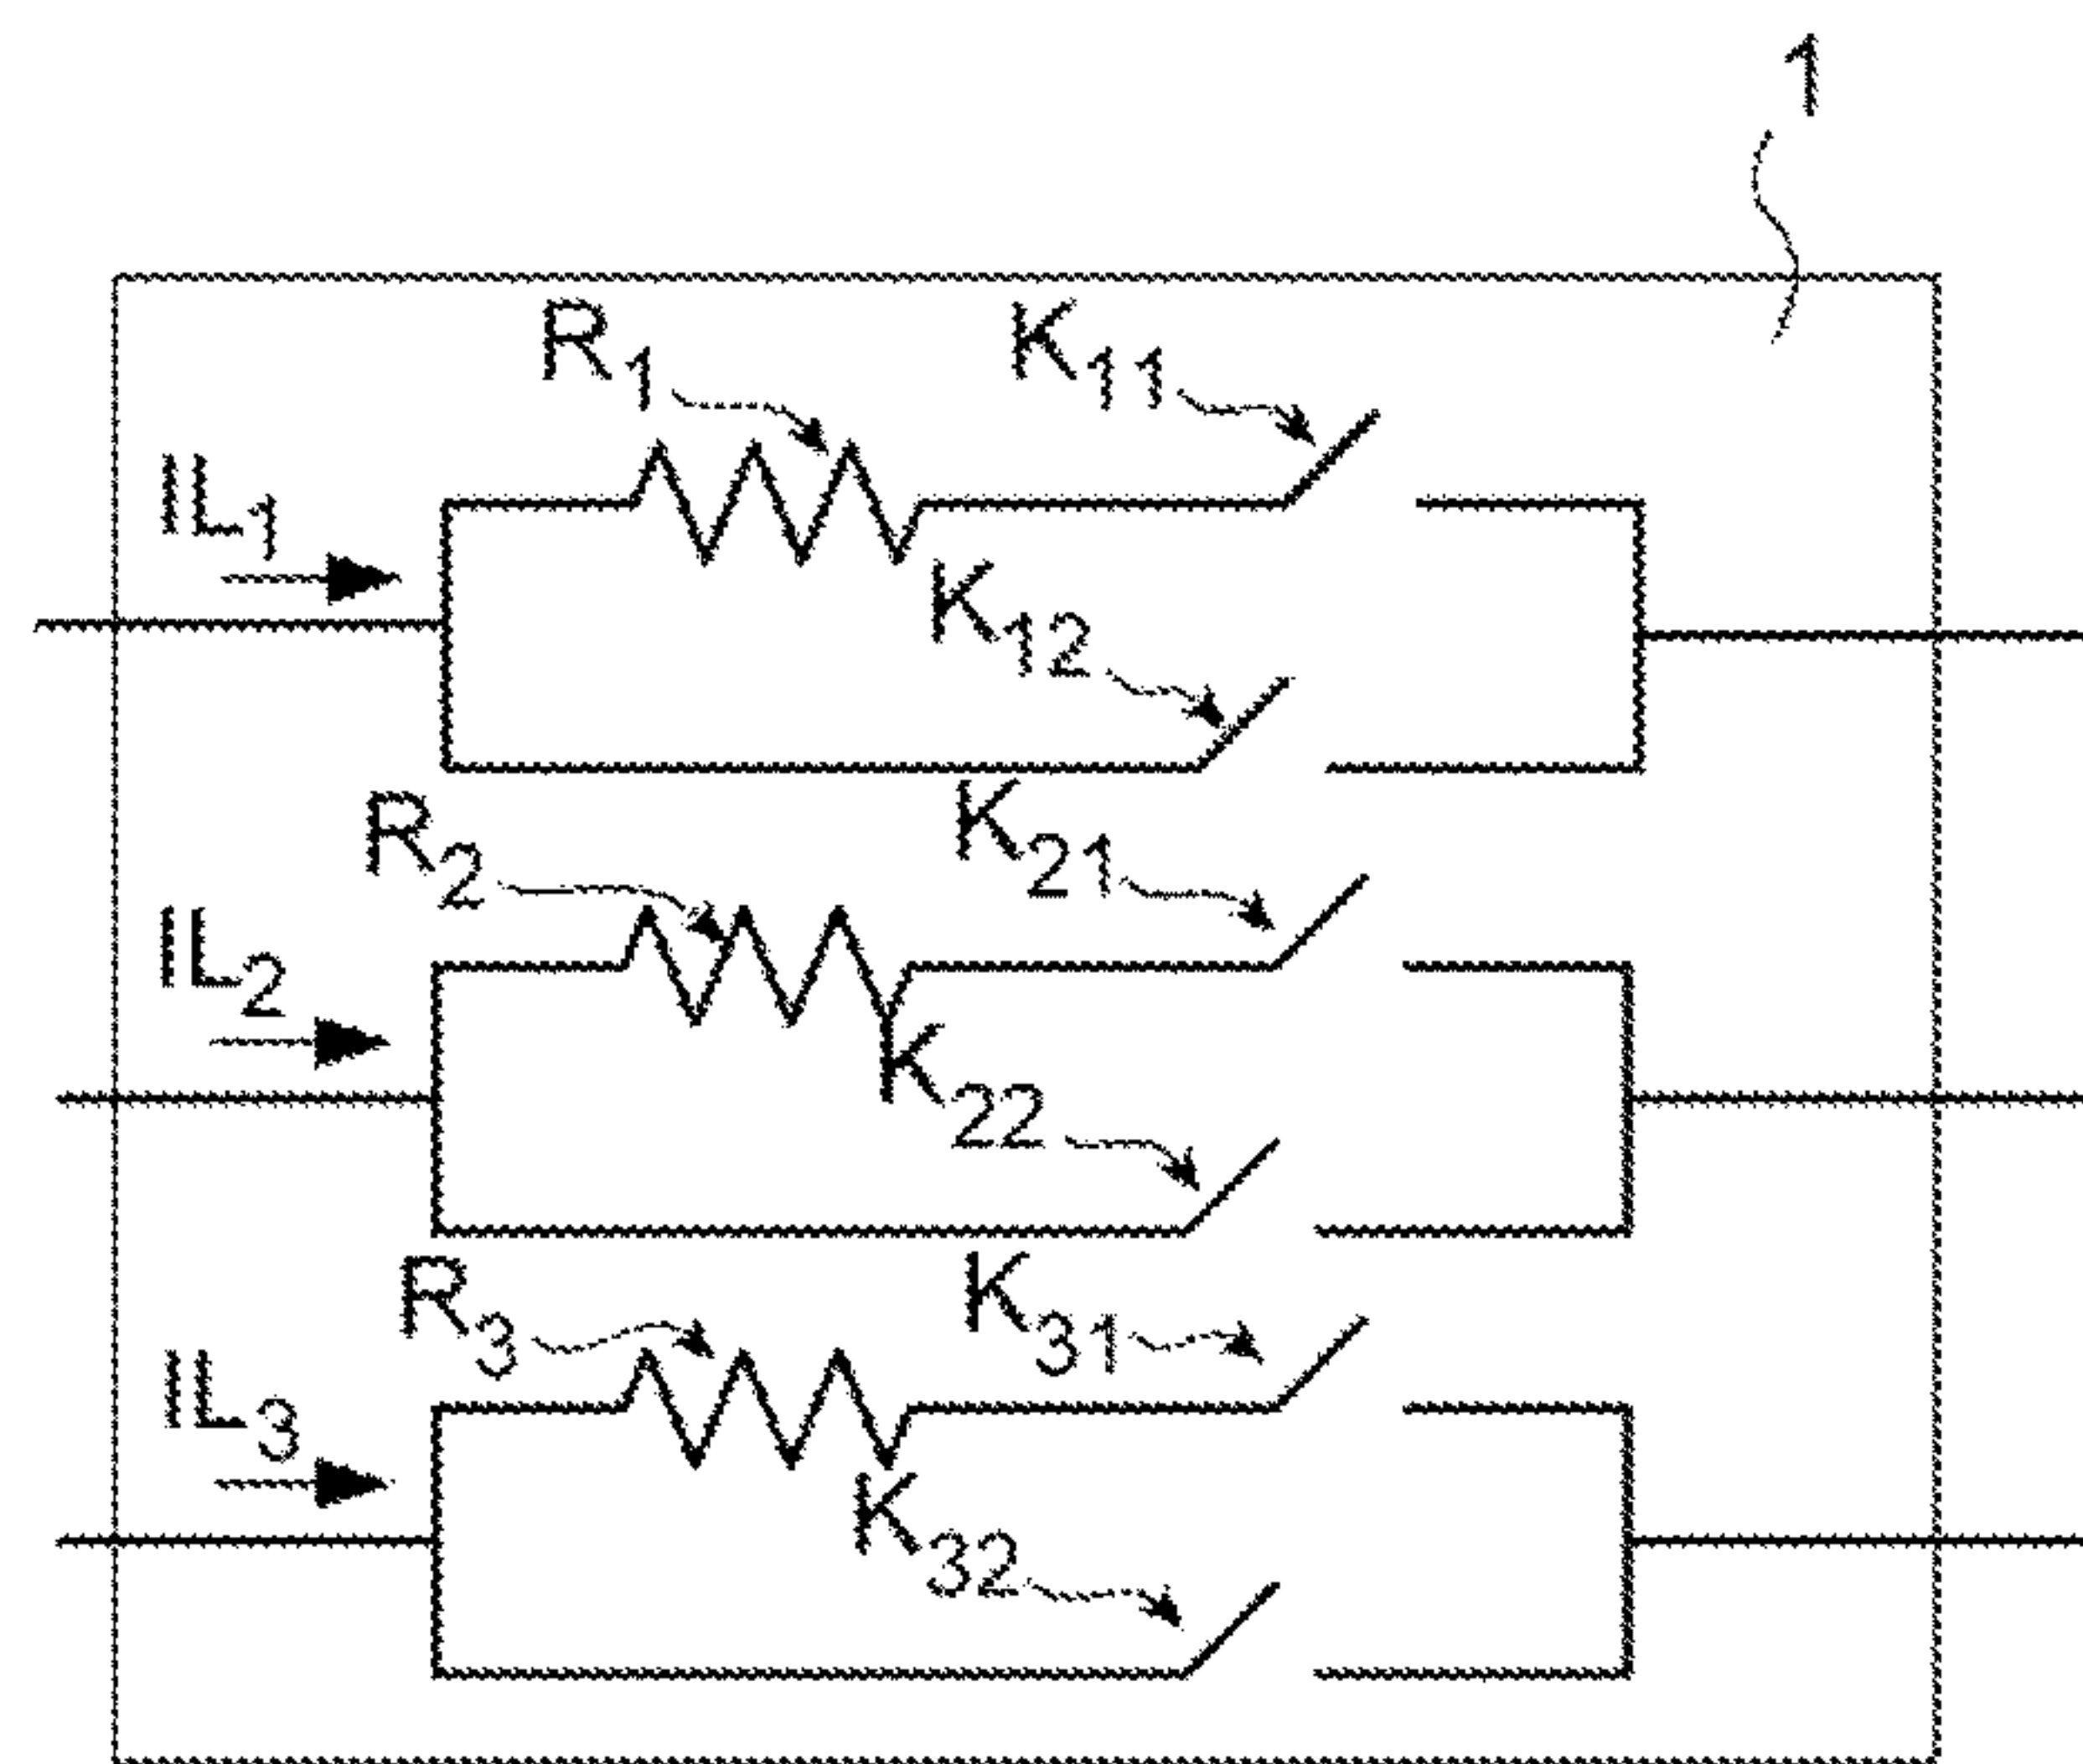 1
R₁
K₁₁
IL₁
K₁₂
R₂
K₂₁
IL₂
K₂₂
R₃
K₃₁
IL₃
K₃₂